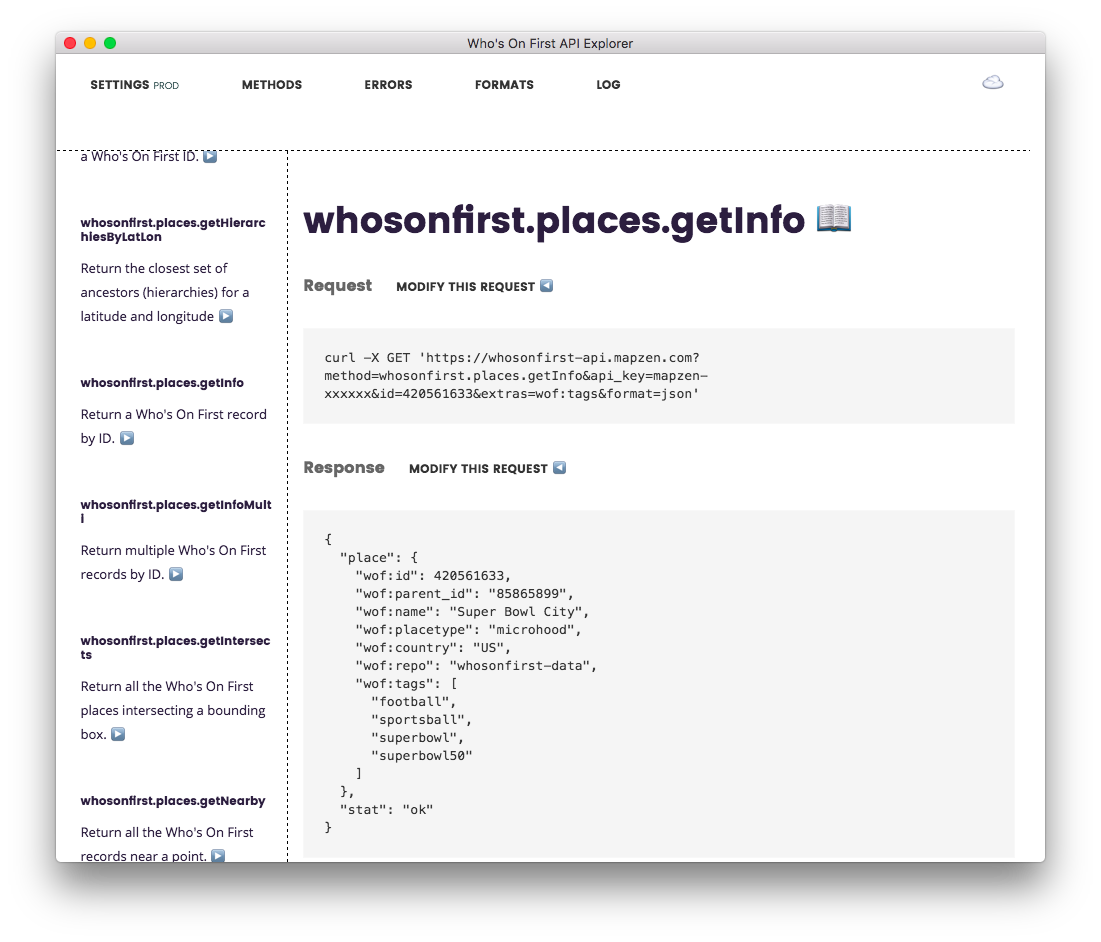 Who's On First API Explorer
SETTINGS PROD
METHODS
ERRORS
FORMATS
LOG
a Who's On First ID.
whosonfirst.places.getHierarc
hiesByLatLon
Return the closest set of
ancestors (hierarchies) for a
latitude and longitude
whosonfirst.places.getInfo
Return a Who's On First record
by ID.
whosonfirst.places.getInfoMult
i
Return multiple Who's On First
records by ID.
whosonfirst.places.getIntersec
ts
Return all the Who's On First
places intersecting a bounding
box.
whosonfirst.places.getNearby
Return all the Who's On First
records near a point.
whosonfirst.places.getInfo
Request MODIFY THIS REQUEST
curl -X GET 'https://whosonfirst-api.mapzen.com?
method=whosonfirst.places.getInfo&api_key=mapzen-
xxxxxx&id=420561633&extras=wof:tags&format=json'
Response MODIFY THIS REQUEST
{
  "place": {
    "wof:id": 420561633,
    "wof:parent_id": "85865899",
    "wof:name": "Super Bowl City",
    "wof:placetype": "microhood",
    "wof:country": "US",
    "wof:repo": "whosonfirst-data",
    "wof:tags": [
      "football",
      "sportsball",
      "superbowl",
      "superbowl50"
    ]
  },
  "stat": "ok"
}